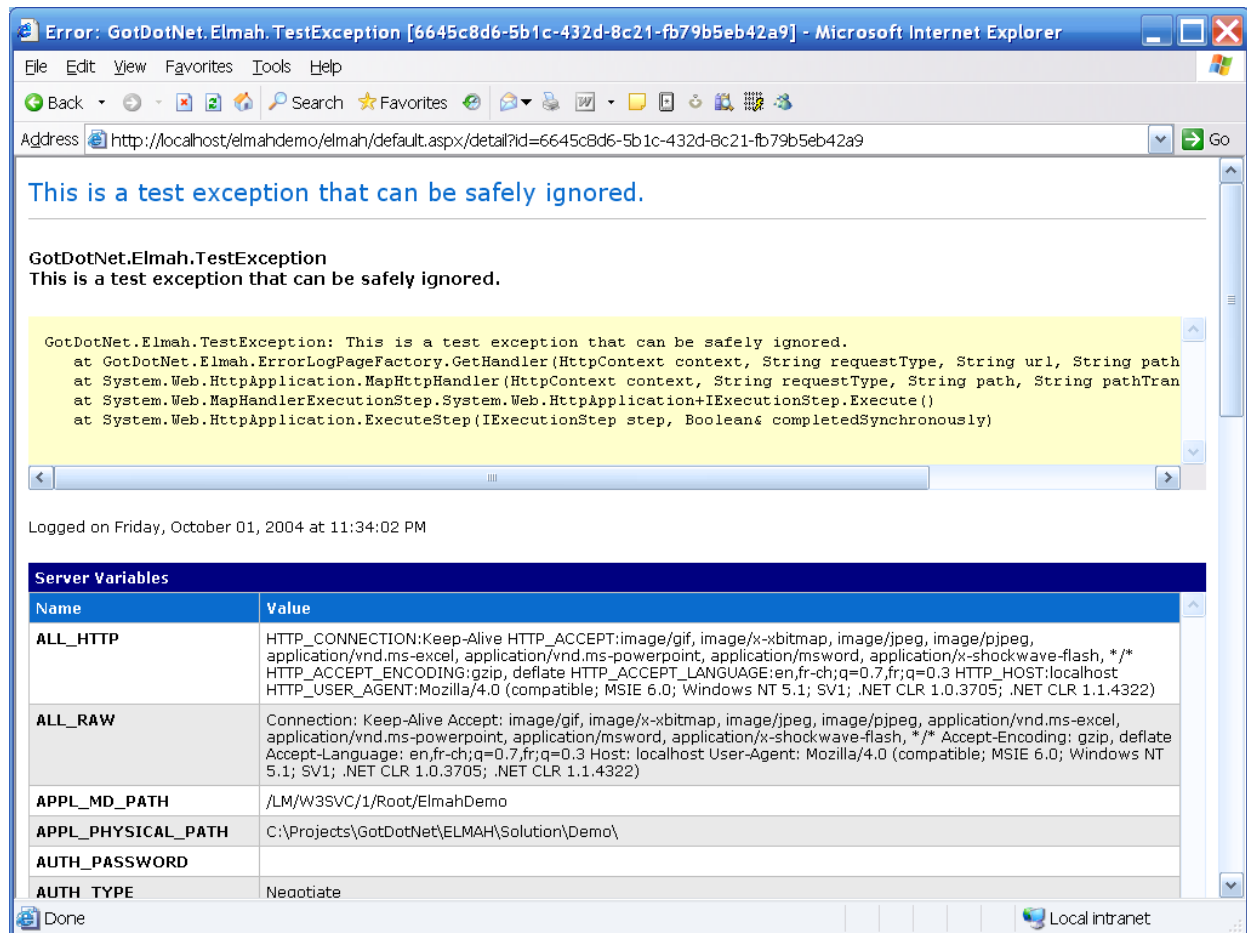 Error: GotDotNet.Elmah.TestException [6645c8d6-5b1c-432d-8c21-fb79b5eb42a9] - Microsoft Internet Explorer
File Edit View Favorites Tools Help
Back Search Favorites
Address http://localhost/elmahdemo/elmah/default.aspx/detail?id=6645c8d6-5b1c-432d-8c21-fb79b5eb42a9 Go
This is a test exception that can be safely ignored.
GotDotNet.Elmah.TestException
This is a test exception that can be safely ignored.
GotDotNet.Elmah.TestException: This is a test exception that can be safely ignored.
at GotDotNet.Elmah.ErrorLogPageFactory.GetHandler(HttpContext context, String requestType, String url, String path
at System.Web.HttpApplication.MapHttpHandler(HttpContext context, String requestType, String path, String pathTran
at System.Web.MapHandlerExecutionStep.System.Web.HttpApplication+IExecutionStep.Execute()
at System.Web.HttpApplication.ExecuteStep(IExecutionStep step, Boolean& completedSynchronously)
Logged on Friday, October 01, 2004 at 11:34:02 PM
Server Variables
Name Value
ALL_HTTP HTTP_CONNECTION:Keep-Alive HTTP_ACCEPT:image/gif, image/x-xbitmap, image/jpeg, image/pjpeg,
application/vnd.ms-excel, application/vnd.ms-powerpoint, application/msword, application/x-shockwave-flash, */*
HTTP_ACCEPT_ENCODING:gzip, deflate HTTP_ACCEPT_LANGUAGE:en,fr-ch;q=0.7,fr;q=0.3 HTTP_HOST:localhost
HTTP_USER_AGENT:Mozilla/4.0 (compatible; MSIE 6.0; Windows NT 5.1; SV1; .NET CLR 1.0.3705; .NET CLR 1.1.4322)
ALL_RAW Connection: Keep-Alive Accept: image/gif, image/x-xbitmap, image/jpeg, image/pjpeg, application/vnd.ms-excel,
application/vnd.ms-powerpoint, application/msword, application/x-shockwave-flash, */* Accept-Encoding: gzip, deflate
Accept-Language: en,fr-ch;q=0.7,fr;q=0.3 Host: localhost User-Agent: Mozilla/4.0 (compatible; MSIE 6.0; Windows NT
5.1; SV1; .NET CLR 1.0.3705; .NET CLR 1.1.4322)
APPL_MD_PATH /LM/W3SVC/1/Root/ElmahDemo
APPL_PHYSICAL_PATH C:\Projects\GotDotNet\ELMAH\Solution\Demo\
AUTH_PASSWORD
AUTH_TYPE Negotiate
Done Local intranet